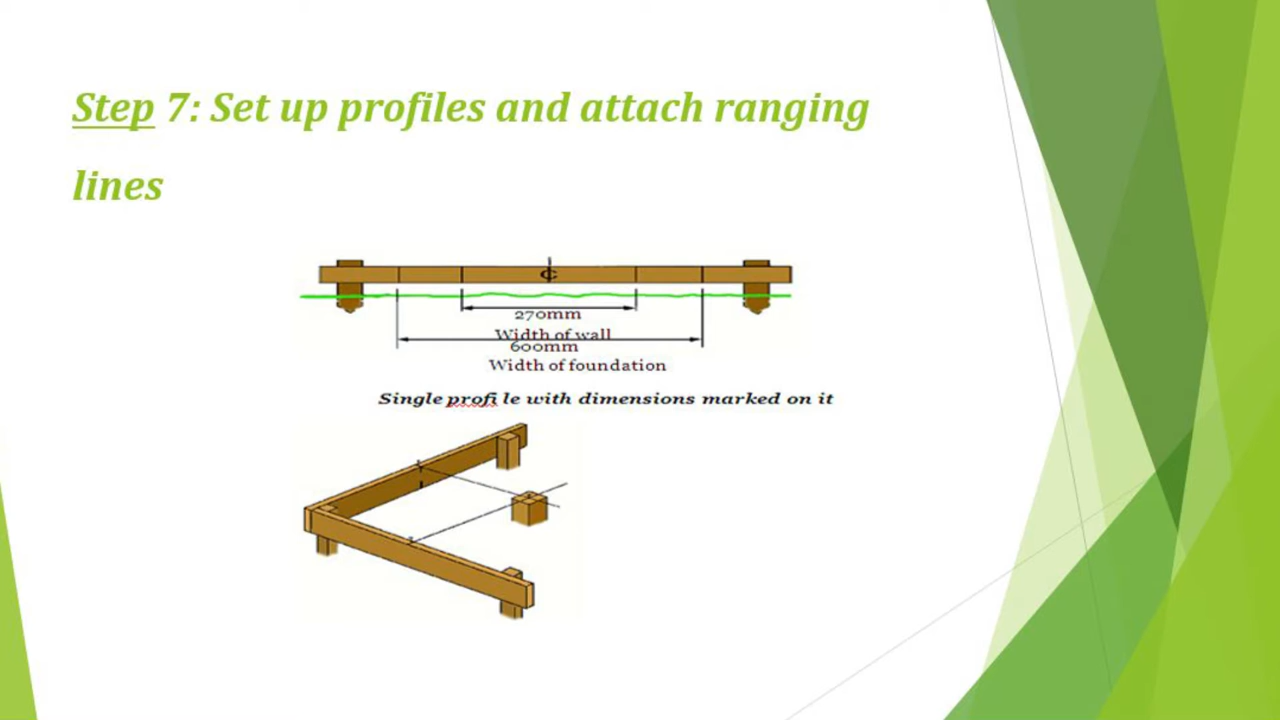 Step 7: Set up profiles and attach ranging
lines
₵
270mm
Width of wall
600mm
Width of foundation
Single profi le with dimensions marked on it